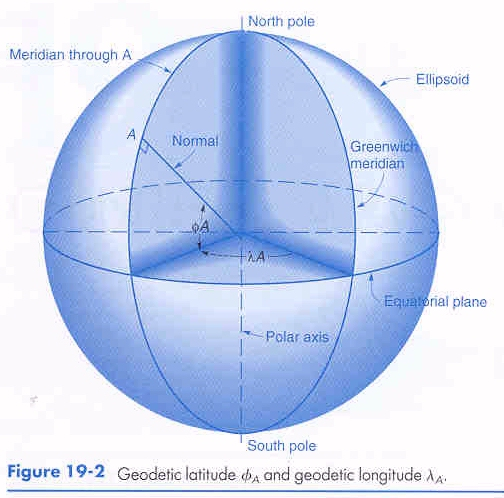 North pole
Meridian through A
Ellipsoid
A
Normal
Greenwich
meridian
ϕA
λA
Equatorial plane
Polar axis
South pole
Figure 19-2 Geodetic latitude ϕA and geodetic longitude λA.